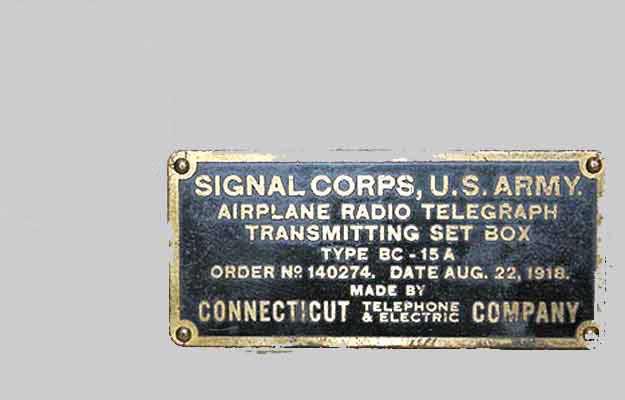 SIGNAL CORPS, U.S. ARMY.
AIRPLANE RADIO TELEGRAPH
TRANSMITTING SET BOX
TYPE BC-15A
ORDER No 140274. DATE AUG. 22, 1918.
MADE BY
CONNECTICUT TELEPHONE & ELECTRIC COMPANY